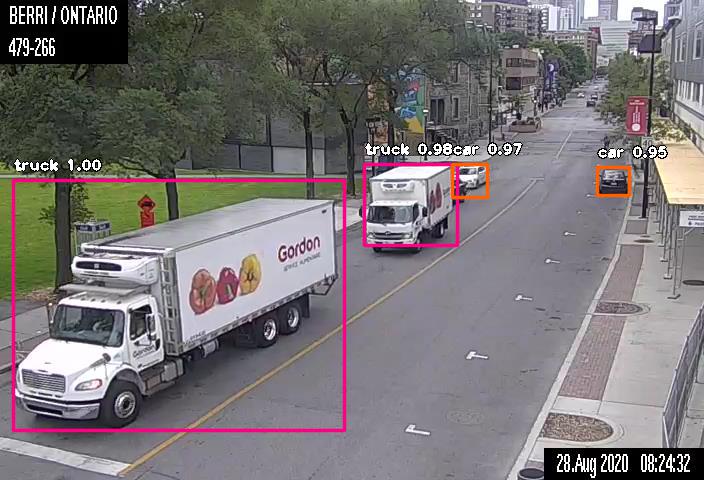 BERRI / ONTARIO
479-266
truck 1.00
truck 0.98
car 0.97
car 0.95
Gordon
Gordon
28.Aug 2020 08:24:32